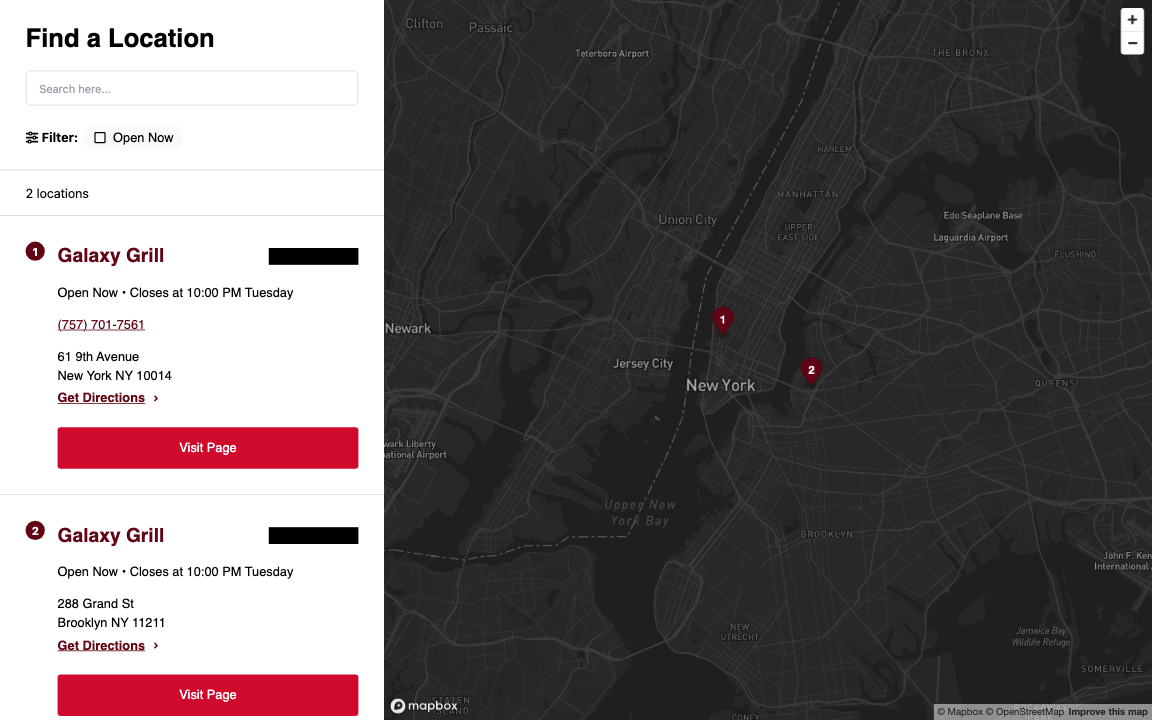 Find a Location
Search here...
Filter: Open Now
2 locations
1 Galaxy Grill
Open Now • Closes at 10:00 PM Tuesday
(757) 701-7561
61 9th Avenue
New York NY 10014
Get Directions
Visit Page
2 Galaxy Grill
Open Now • Closes at 10:00 PM Tuesday
288 Grand St
Brooklyn NY 11211
Get Directions
Visit Page
Clifton
Passaic
Teterboro Airport
THE BRONX
HARLEM
MANHATTAN
Union City
UPPER
EAST SIDE
Edo Seaplane Base
Laguardia Airport
FLUSHING
1
Newark
Jersey City
2
New York
QUEENS
wark Liberty
national Airport
Upper New
York Bay
BROOKLYN
John F. Ken
International
NEW
UTRECHT
Jamaica Bay
Wildlife Refuge
SOMERVILLE
STATEN
ISLAND
mapbox
CONEY
© Mapbox © OpenStreetMap Improve this map
+
−